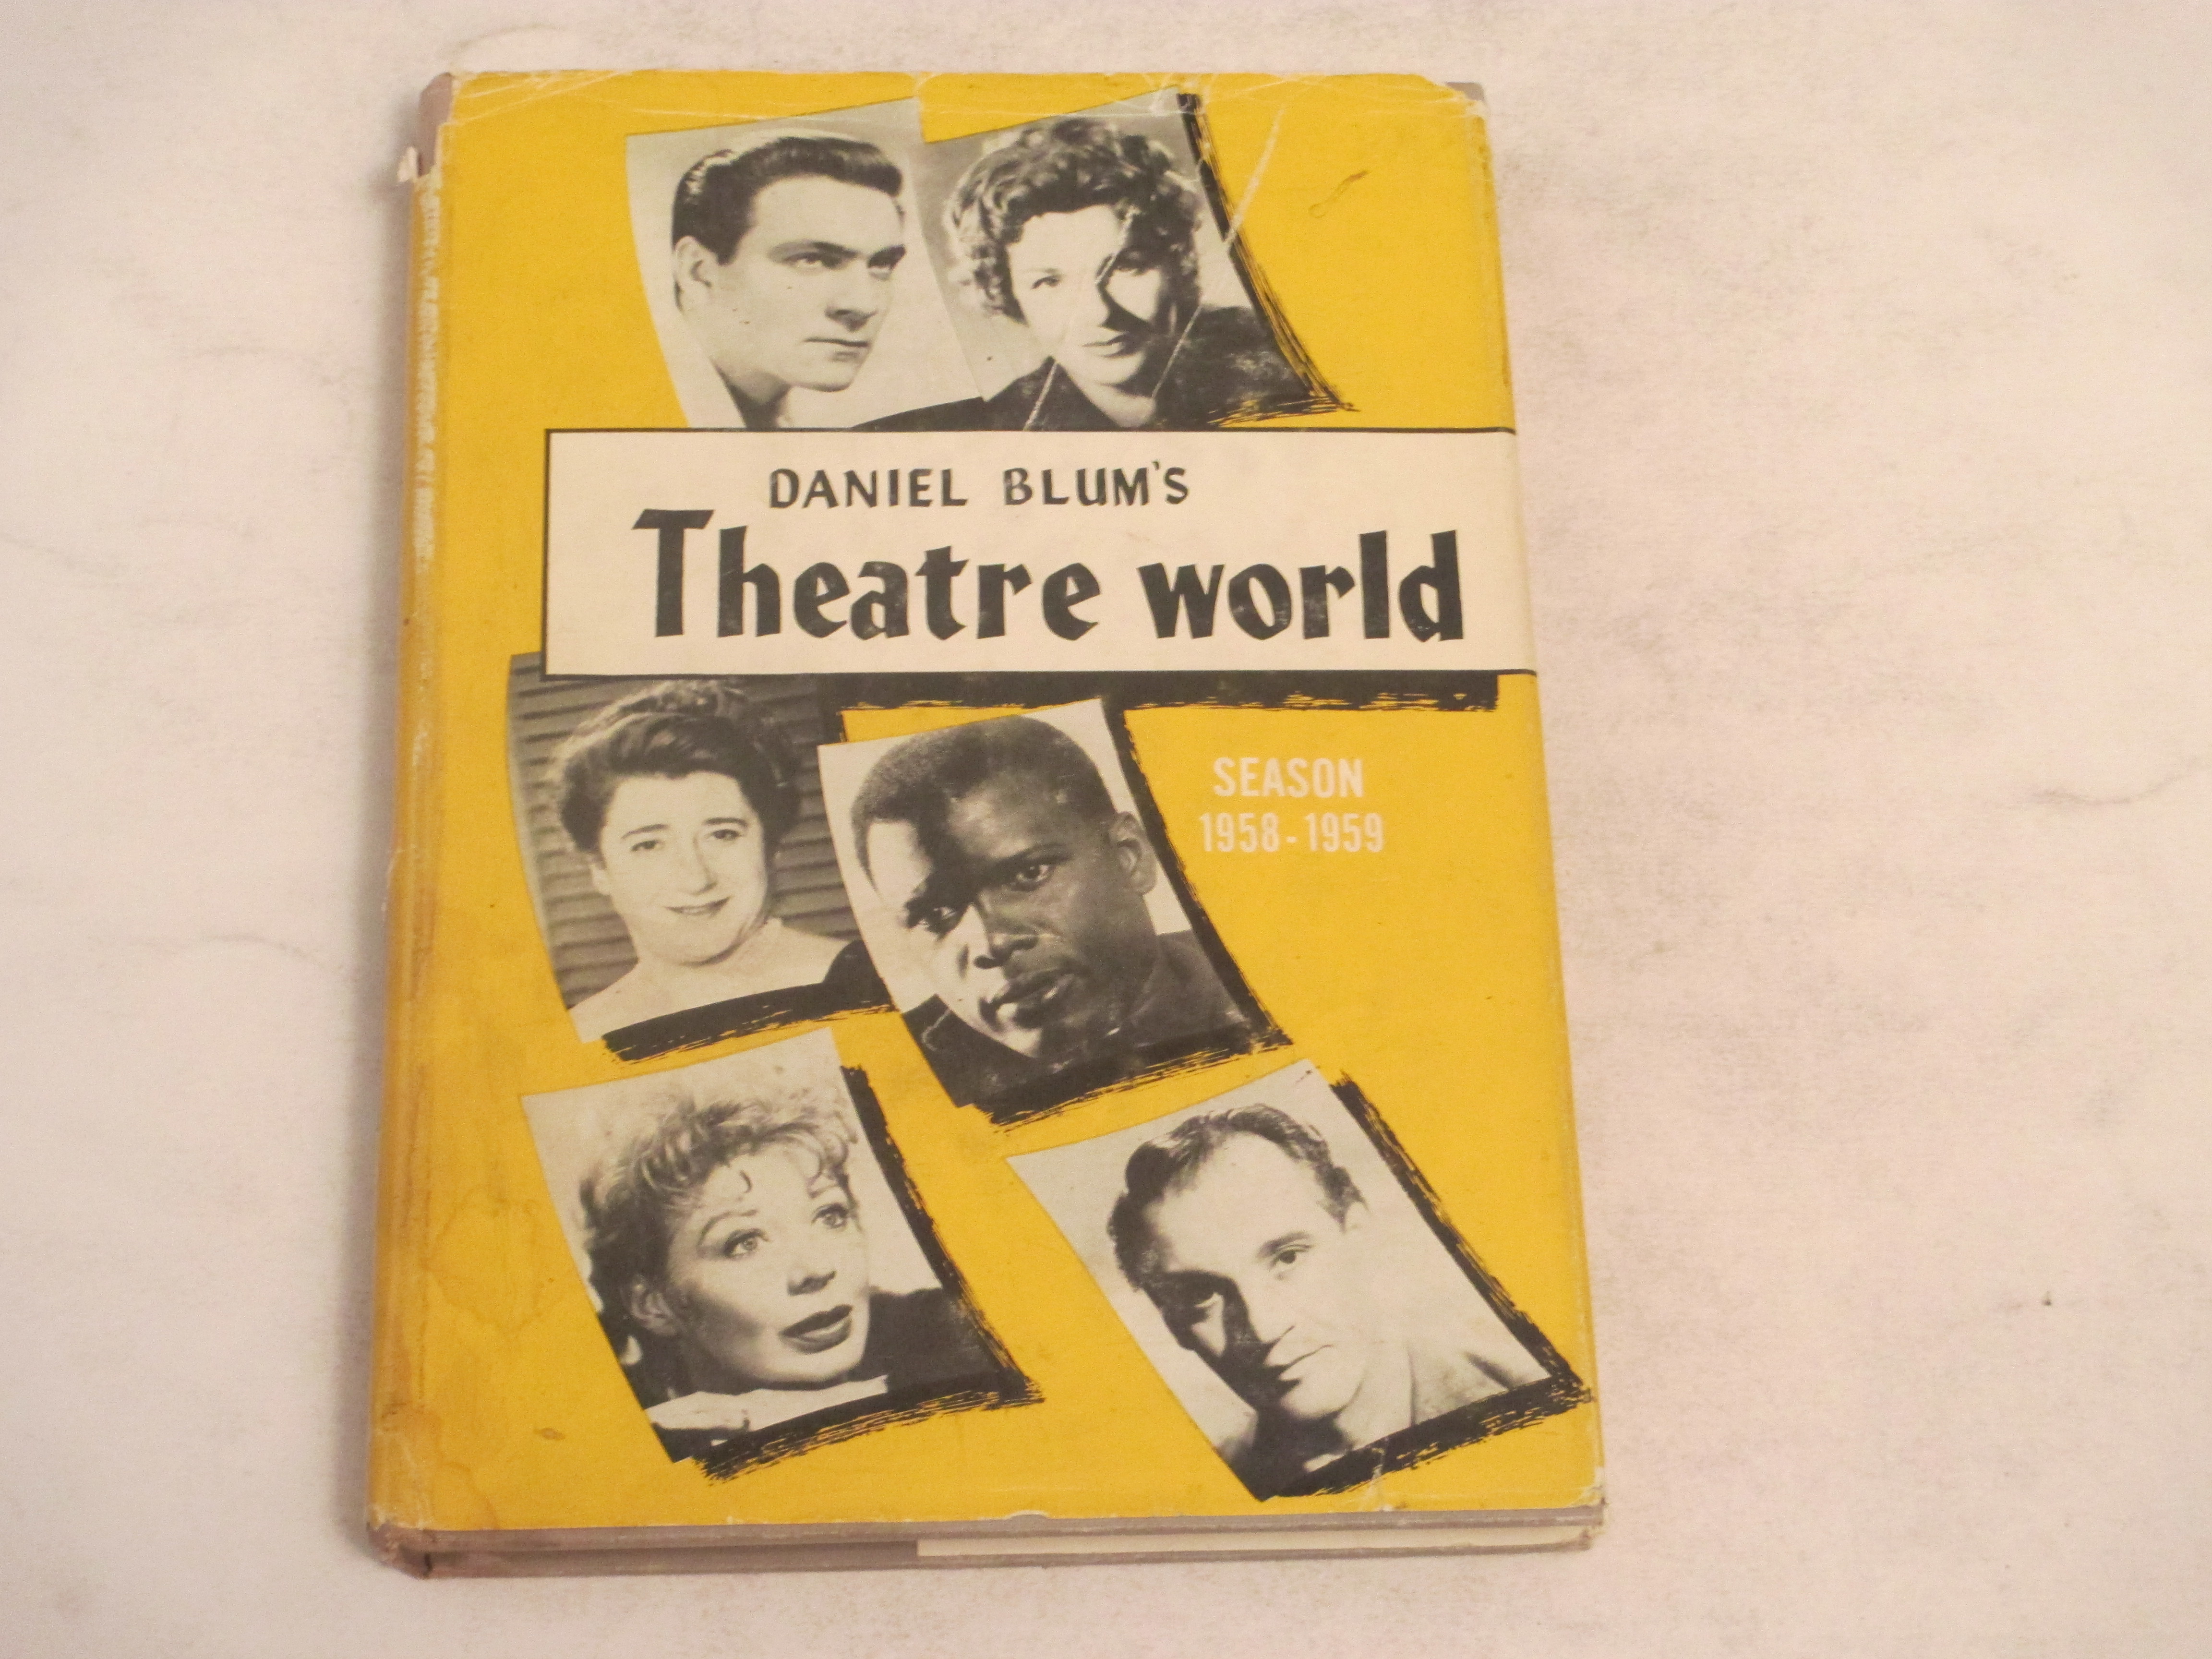 DANIEL BLUM'S
Theatre world
SEASON
1958-1959